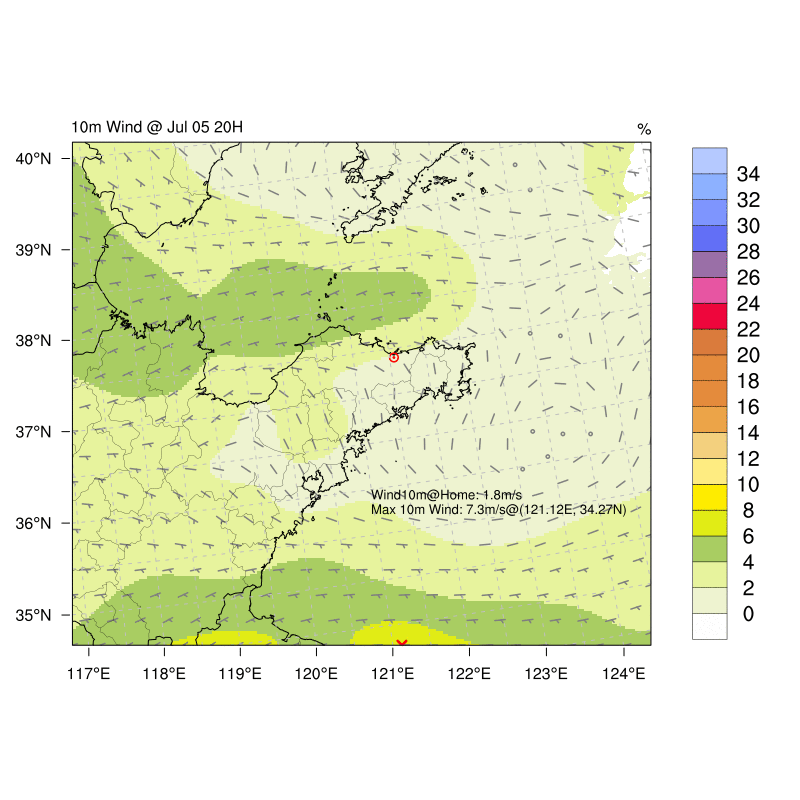 10m Wind @ Jul 05 20H
%
40°N
39°N
38°N
37°N
36°N
35°N
117°E
118°E
119°E
120°E
121°E
122°E
123°E
124°E
Wind10m@Home: 1.8m/s
Max 10m Wind: 7.3m/s@(121.12E, 34.27N)
34
32
30
28
26
24
22
20
18
16
14
12
10
8
6
4
2
0